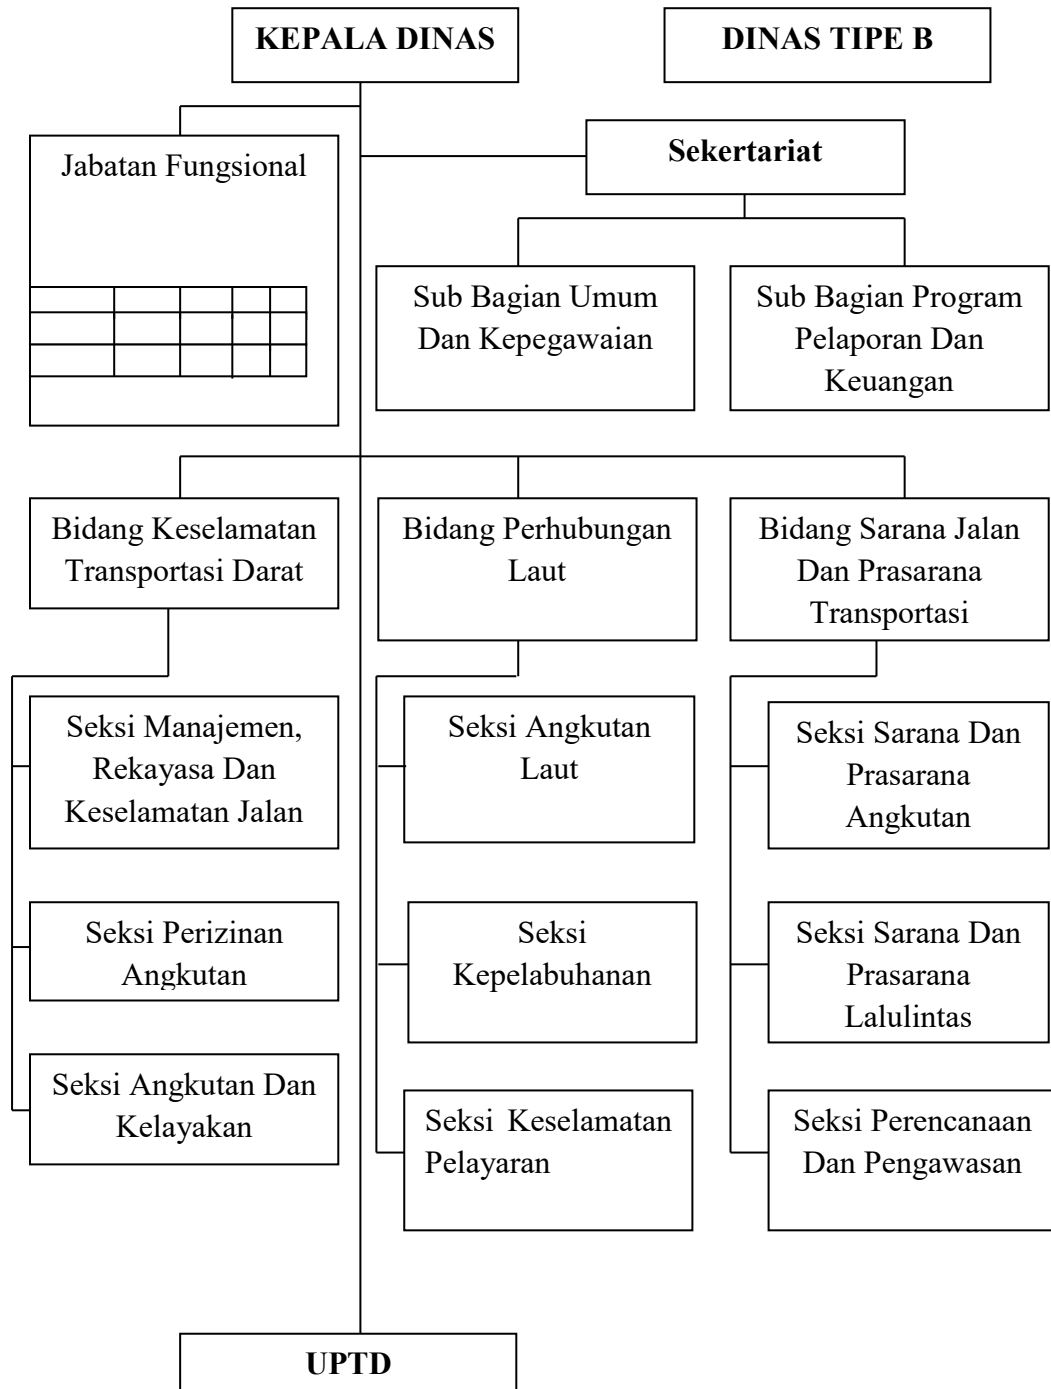 KEPALA DINAS
DINAS TIPE B
Jabatan Fungsional
Sekertariat
Sub Bagian Umum
Dan Kepegawaian
Sub Bagian Program
Pelaporan Dan
Keuangan
Bidang Keselamatan
Transportasi Darat
Bidang Perhubungan
Laut
Bidang Sarana Jalan
Dan Prasarana
Transportasi
Seksi Manajemen,
Rekayasa Dan
Keselamatan Jalan
Seksi Angkutan
Laut
Seksi Sarana Dan
Prasarana
Angkutan
Seksi Perizinan
Angkutan
Seksi
Kepelabuhanan
Seksi Sarana Dan
Prasarana
Lalulintas
Seksi Angkutan Dan
Kelayakan
Seksi Keselamatan
Pelayaran
Seksi Perencanaan
Dan Pengawasan
UPTD